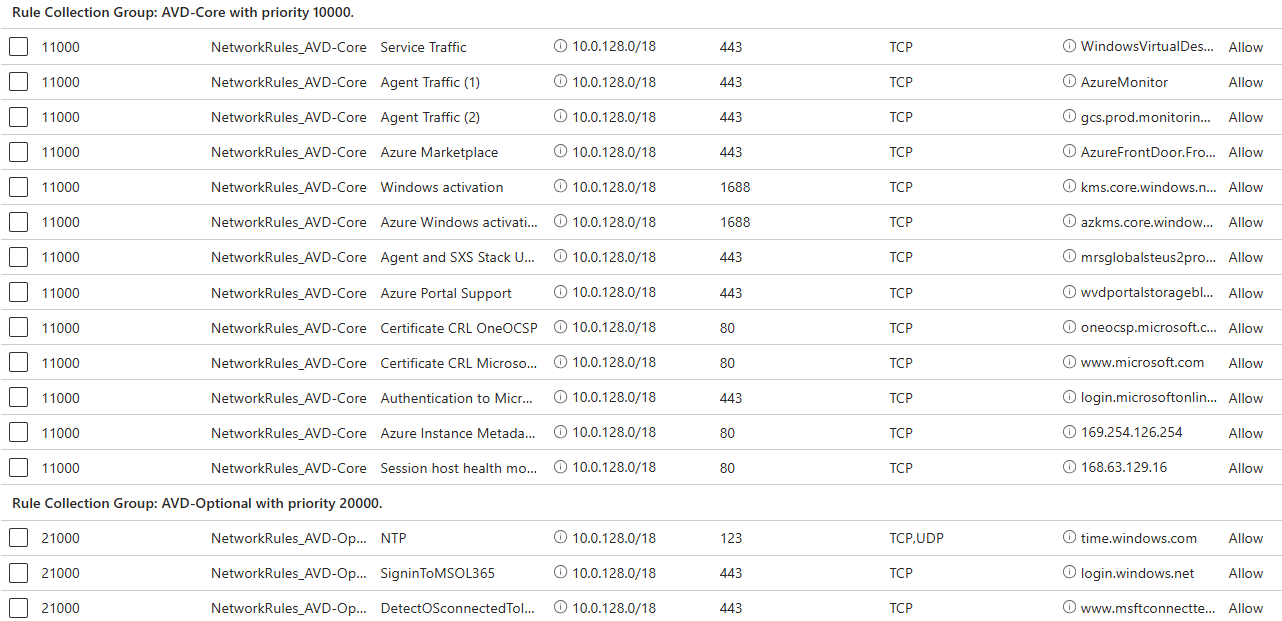 Rule Collection Group: AVD-Core with priority 10000.
11000 NetworkRules_AVD-Core Service Traffic 10.0.128.0/18 443 TCP WindowsVirtualDes... Allow
11000 NetworkRules_AVD-Core Agent Traffic (1) 10.0.128.0/18 443 TCP AzureMonitor Allow
11000 NetworkRules_AVD-Core Agent Traffic (2) 10.0.128.0/18 443 TCP gcs.prod.monitorin... Allow
11000 NetworkRules_AVD-Core Azure Marketplace 10.0.128.0/18 443 TCP AzureFrontDoor.Fro... Allow
11000 NetworkRules_AVD-Core Windows activation 10.0.128.0/18 1688 TCP kms.core.windows.n... Allow
11000 NetworkRules_AVD-Core Azure Windows activati... 10.0.128.0/18 1688 TCP azkms.core.window... Allow
11000 NetworkRules_AVD-Core Agent and SXS Stack U... 10.0.128.0/18 443 TCP mrsglobalsteus2pro... Allow
11000 NetworkRules_AVD-Core Azure Portal Support 10.0.128.0/18 443 TCP wvdportalstoragebl... Allow
11000 NetworkRules_AVD-Core Certificate CRL OneOCSP 10.0.128.0/18 80 TCP oneocsp.microsoft.c... Allow
11000 NetworkRules_AVD-Core Certificate CRL Microso... 10.0.128.0/18 80 TCP www.microsoft.com Allow
11000 NetworkRules_AVD-Core Authentication to Micr... 10.0.128.0/18 443 TCP login.microsoftonlin... Allow
11000 NetworkRules_AVD-Core Azure Instance Metada... 10.0.128.0/18 80 TCP 169.254.126.254 Allow
11000 NetworkRules_AVD-Core Session host health mo... 10.0.128.0/18 80 TCP 168.63.129.16 Allow
Rule Collection Group: AVD-Optional with priority 20000.
21000 NetworkRules_AVD-Op... NTP 10.0.128.0/18 123 TCP,UDP time.windows.com Allow
21000 NetworkRules_AVD-Op... SigninToMSOL365 10.0.128.0/18 443 TCP login.windows.net Allow
21000 NetworkRules_AVD-Op... DetectOSconnectedToI... 10.0.128.0/18 443 TCP www.msftconnectte... Allow